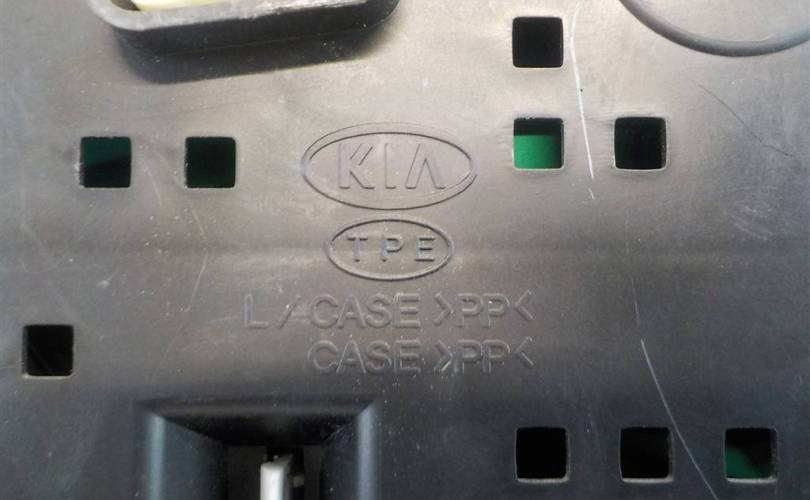 KIA
TPE
L/CASE >PP<
CASE >PP<